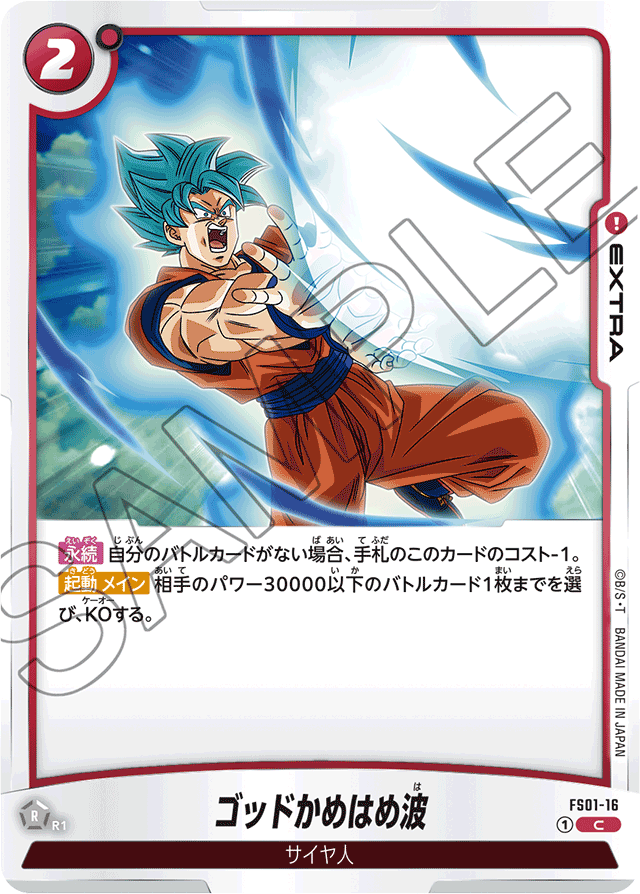 2
! EXTRA
SAMPLE
永続 自分のバトルカードがない場合、手札のこのカードのコスト-1。
起動 メイン 相手のパワー30000以下のバトルカード1枚までを選
び、KOする。
©B/S・T BANDAI MADE IN JAPAN
ゴッドかめはめ波
FS01-16
R R1
1 C
サイヤ人